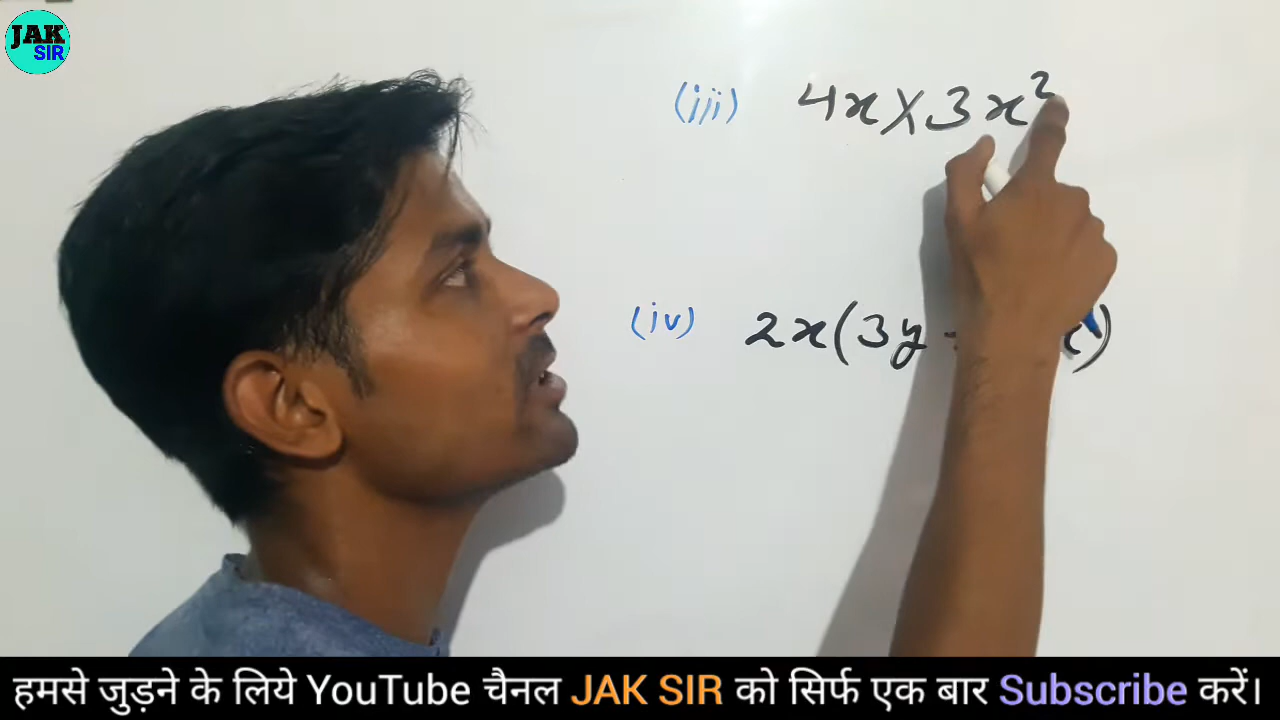 JAK
SIR
(iii) 4x × 3x²
(iv) 2x(3y
हमसे जुड़ने के लिये YouTube चैनल JAK SIR को सिर्फ एक बार Subscribe करें।